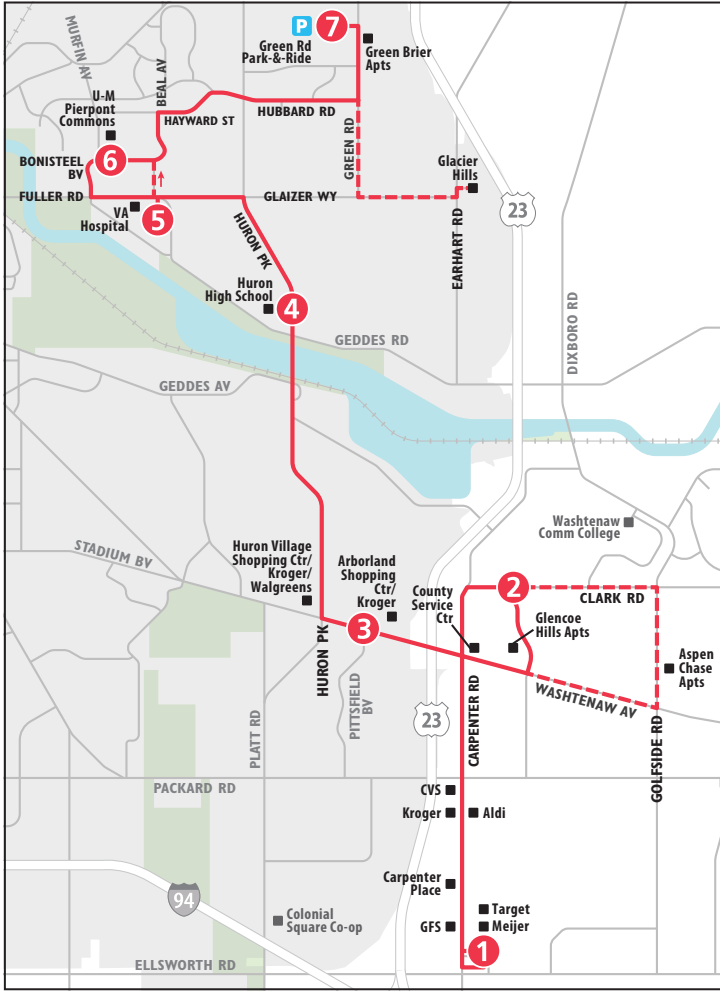 MURFIN AV
BEAL AV
P
7
Green Rd
Park-&-Ride
Green Brier
Apts
U-M
Pierpont
Commons
HAYWARD ST
HUBBARD RD
GREEN RD
BONISTEEL
BV
6
Glacier
Hills
FULLER RD
GLAIZER WY
VA
Hospital
5
23
HURON PK
EARHART RD
Huron
High School
4
GEDDES RD
DIXBORO RD
GEDDES AV
Washtenaw
Comm College
STADIUM BV
Huron Village
Shopping Ctr/
Kroger/
Walgreens
Arborland
Shopping
Ctr/
Kroger
3
County
Service
Ctr
2
CLARK RD
Glencoe
Hills Apts
Aspen
Chase
Apts
HURON PK
PITTSFIELD
BV
PLATT RD
23
CARPENTER RD
WASHTENAW AV
GOLFSIDE RD
PACKARD RD
CVS
Kroger
Aldi
Carpenter
Place
94
Colonial
Square Co-op
Target
GFS
Meijer
1
ELLSWORTH RD